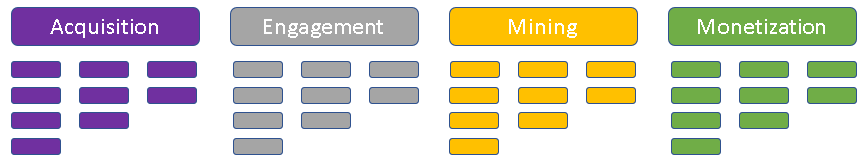 Acquisition
Engagement
Mining
Monetization